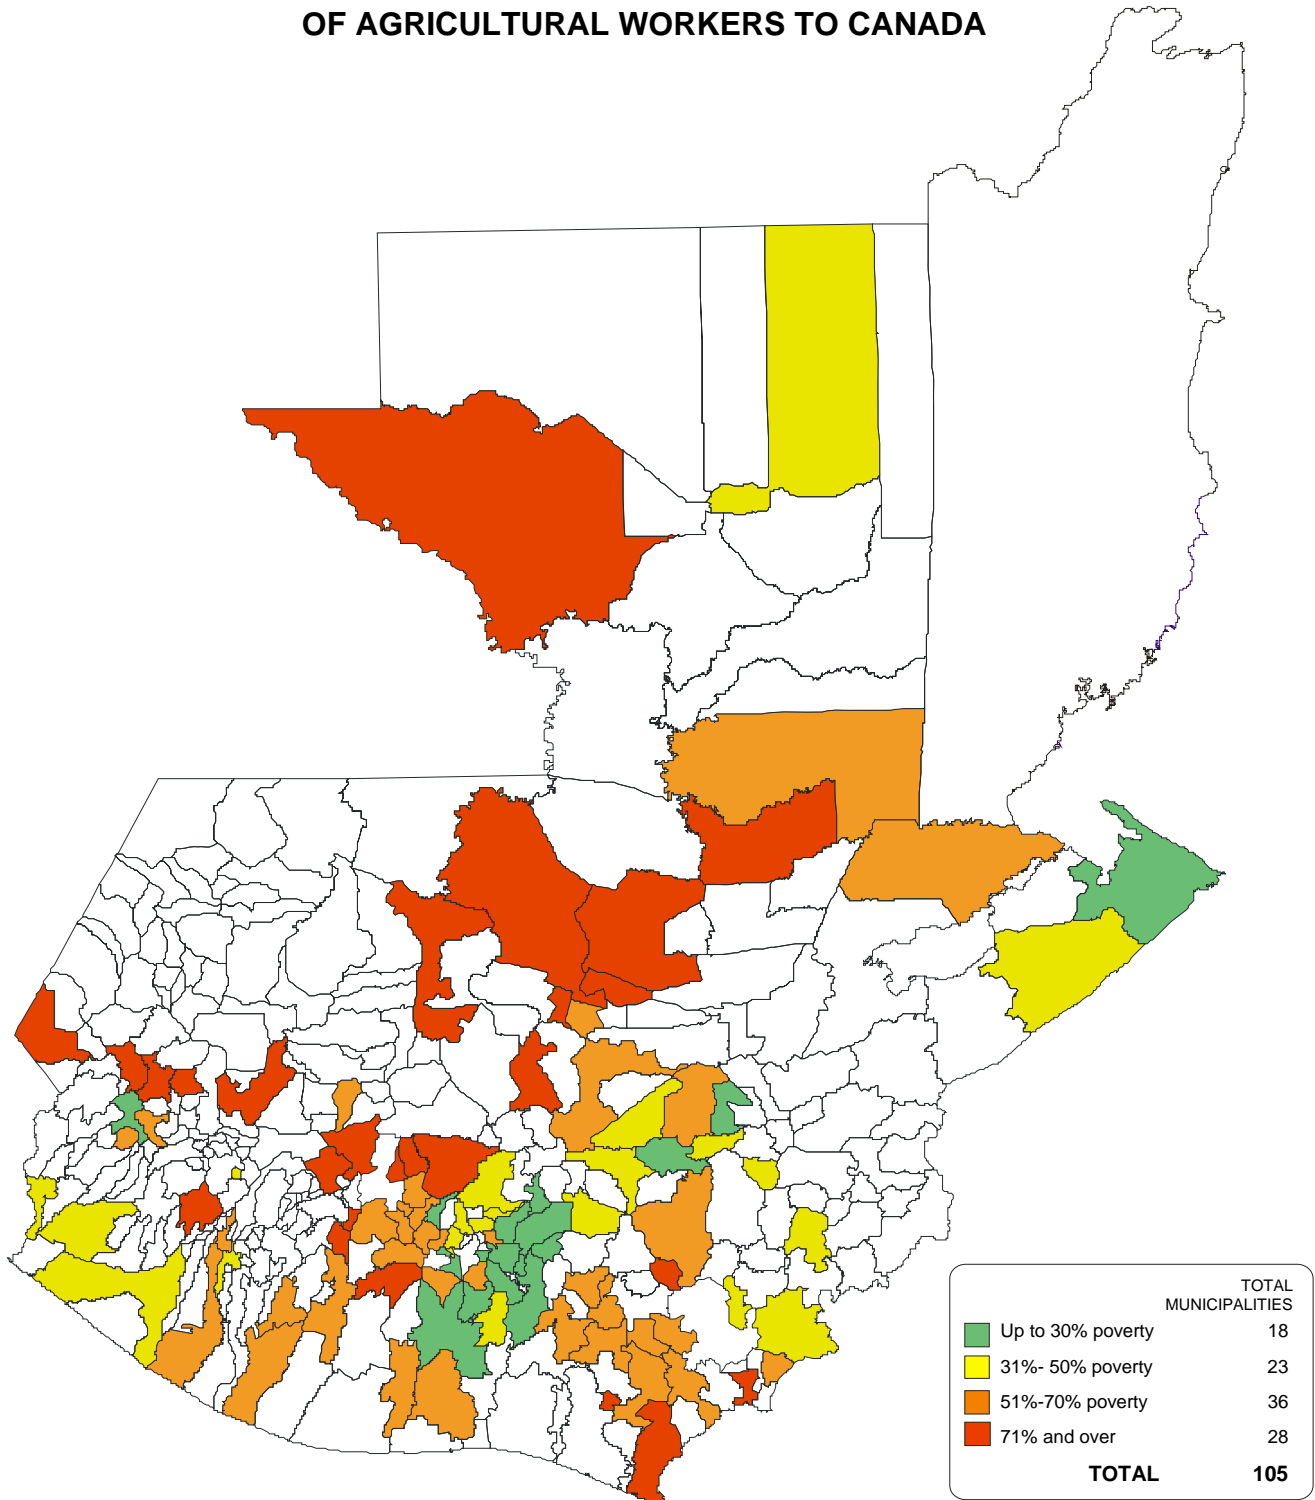 OF AGRICULTURAL WORKERS TO CANADA
TOTAL
MUNICIPALITIES
Up to 30% poverty 18
31%- 50% poverty 23
51%-70% poverty 36
71% and over 28
TOTAL 105